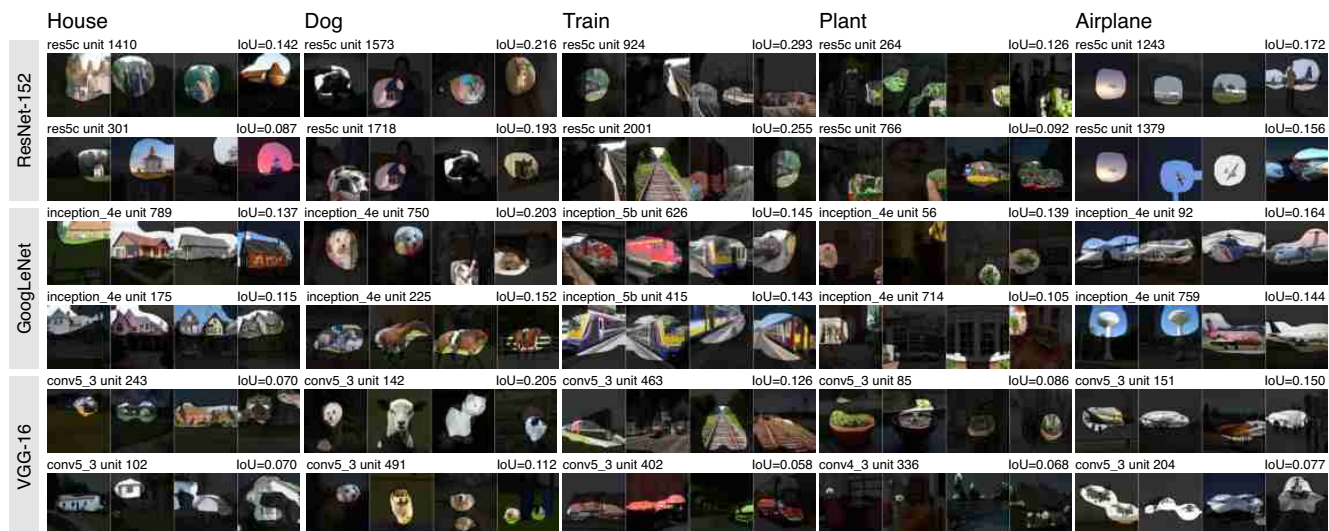 House Dog Train Plant Airplane
ResNet-152
res5c unit 1410 IoU=0.142 res5c unit 1573 IoU=0.216 res5c unit 924 IoU=0.293 res5c unit 264 IoU=0.126 res5c unit 1243 IoU=0.172
res5c unit 301 IoU=0.087 res5c unit 1718 IoU=0.193 res5c unit 2001 IoU=0.255 res5c unit 766 IoU=0.092 res5c unit 1379 IoU=0.156
GoogLeNet
inception_4e unit 789 IoU=0.137 inception_4e unit 750 IoU=0.203 inception_5b unit 626 IoU=0.145 inception_4e unit 56 IoU=0.139 inception_4e unit 92 IoU=0.164
inception_4e unit 175 IoU=0.115 inception_4e unit 225 IoU=0.152 inception_5b unit 415 IoU=0.143 inception_4e unit 714 IoU=0.105 inception_4e unit 759 IoU=0.144
VGG-16
conv5_3 unit 243 IoU=0.070 conv5_3 unit 142 IoU=0.205 conv5_3 unit 463 IoU=0.126 conv5_3 unit 85 IoU=0.086 conv5_3 unit 151 IoU=0.150
conv5_3 unit 102 IoU=0.070 conv5_3 unit 491 IoU=0.112 conv5_3 unit 402 IoU=0.058 conv4_3 unit 336 IoU=0.068 conv5_3 unit 204 IoU=0.077